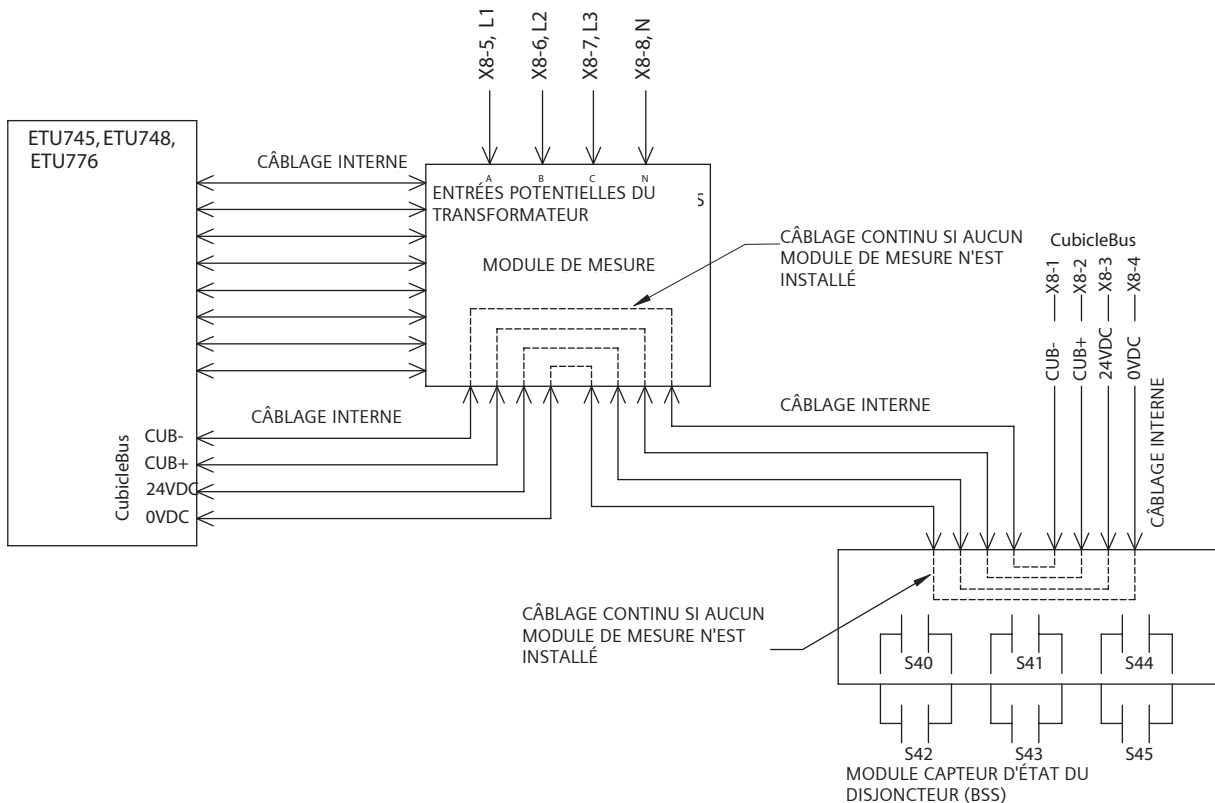 X8-5, L1
X8-6, L2
X8-7, L3
X8-8, N
ETU745, ETU748,
ETU776
CÂBLAGE INTERNE
A
B
C
N
ENTRÉES POTENTIELLES DU
TRANSFORMATEUR
S
MODULE DE MESURE
CÂBLAGE CONTINU SI AUCUN
MODULE DE MESURE N'EST
INSTALLÉ
CubicleBus
X8-1
X8-2
X8-3
X8-4
CUB-
CUB+
24VDC
0VDC
CÂBLAGE INTERNE
CÂBLAGE INTERNE
CÂBLAGE INTERNE
CubicleBus
CUB-
CUB+
24VDC
0VDC
CÂBLAGE CONTINU SI AUCUN
MODULE DE MESURE N'EST
INSTALLÉ
S40
S41
S44
S42
S43
S45
MODULE CAPTEUR D'ÉTAT DU
DISJONCTEUR (BSS)